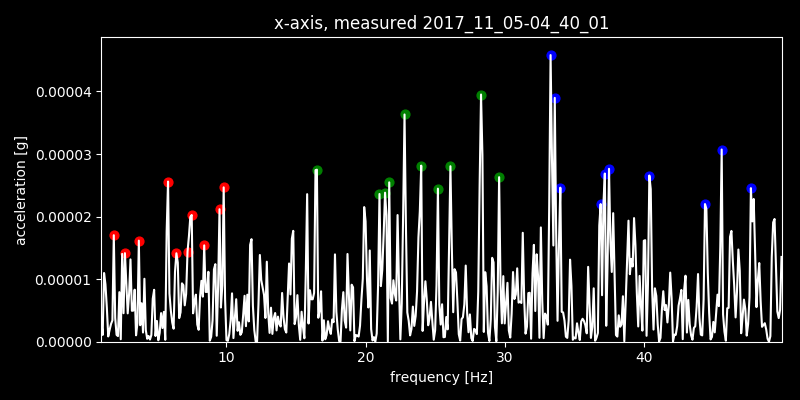 x-axis, measured 2017_11_05-04_40_01
0.00004
0.00003
0.00002
0.00001
0.00000
acceleration [g]
10 20 30 40
frequency [Hz]